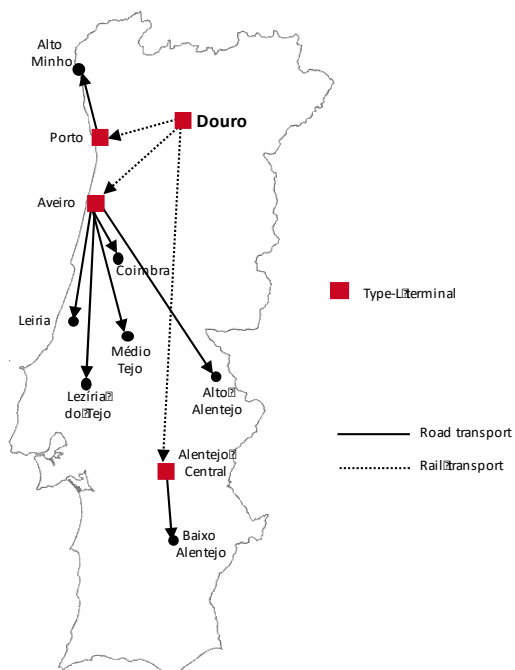 Alto
Minho
Douro
Porto
Aveiro
Coimbra
Type-L�terminal
Leiria
Médio
Tejo
Alto�
Alentejo
Lezíria�
do�Tejo
Road transport
Alentejo�
Central
Rail�transport
Baixo
Alentejo